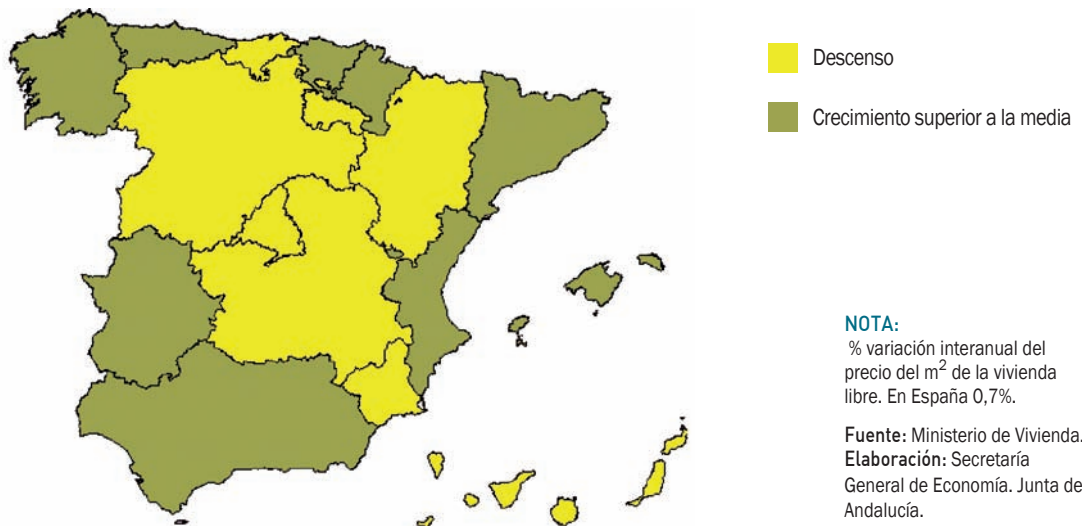 Descenso
Crecimiento superior a la media
NOTA:
% variación interanual del
precio del m² de la vivienda
libre. En España 0,7%.
Fuente: Ministerio de Vivienda.
Elaboración: Secretaría
General de Economía. Junta de
Andalucía.